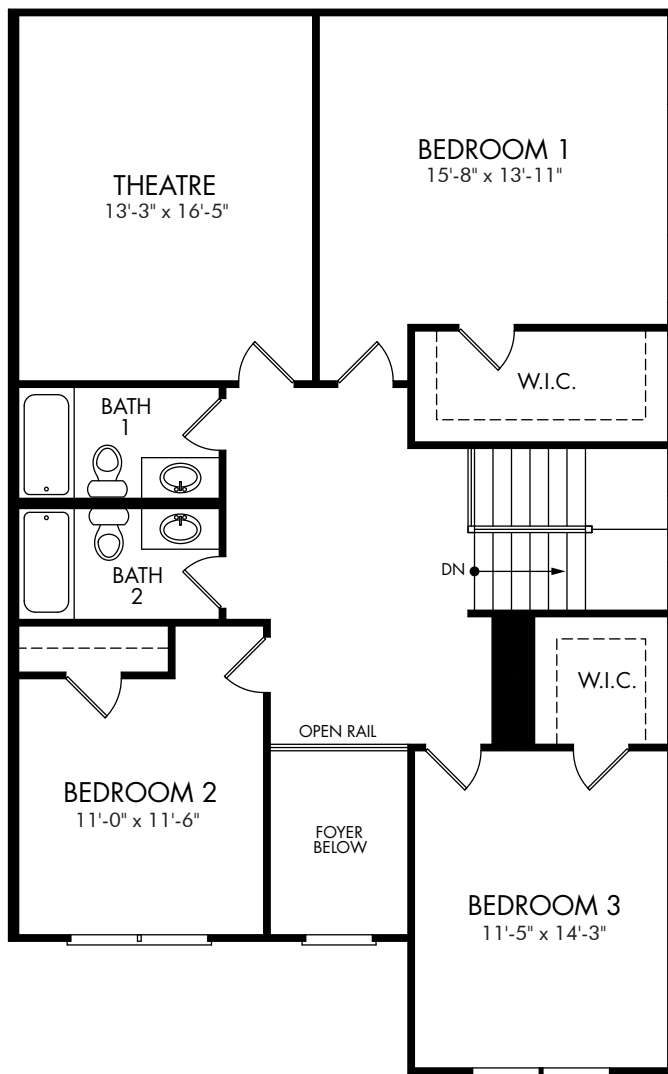 THEATRE
13'-3" x 16'-5"
BEDROOM 1
15'-8" x 13'-11"
W.I.C.
BATH
1
BATH
2
DN
W.I.C.
OPEN RAIL
BEDROOM 2
11'-0" x 11'-6"
FOYER
BELOW
BEDROOM 3
11'-5" x 14'-3"